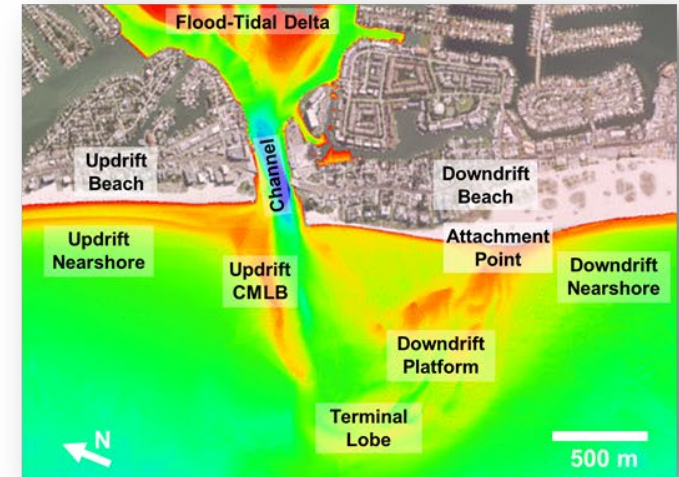 Flood-Tidal Delta
Updrift
Beach
Channel
Downdrift
Beach
Updrift
Nearshore
Updrift
CMLB
Attachment
Point
Downdrift
Nearshore
Downdrift
Platform
Terminal
Lobe
N
500 m